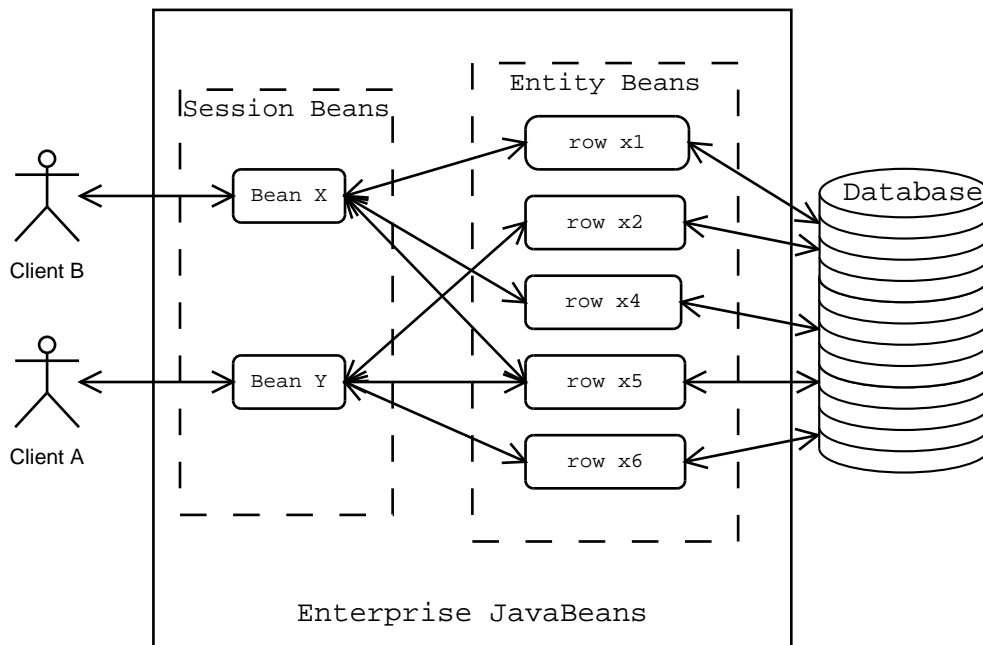 Entity Beans
Session Beans
row x1
Bean X
Database
row x2
Client B
row x4
Bean Y
row x5
Client A
row x6
Enterprise JavaBeans